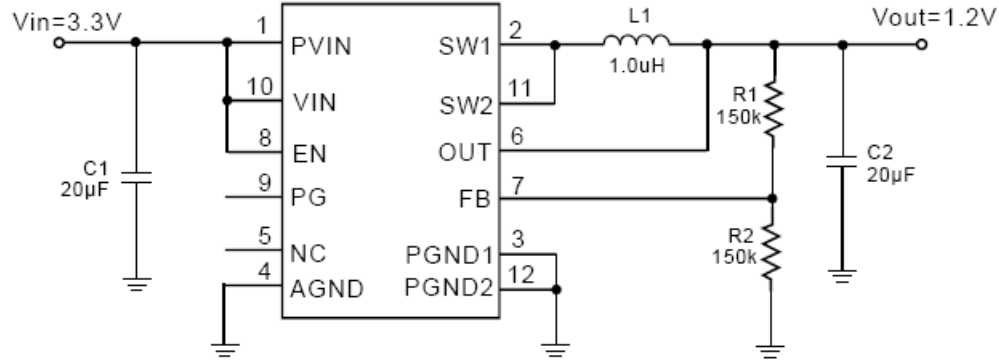 Vin=3.3V
Vout=1.2V
L1
1.0uH
1
PVIN
SW1
2
10
VIN
SW2
11
8
EN
OUT
6
9
PG
FB
7
5
NC
PGND1
3
4
AGND
PGND2
12
C1
20µF
R1
150k
R2
150k
C2
20µF